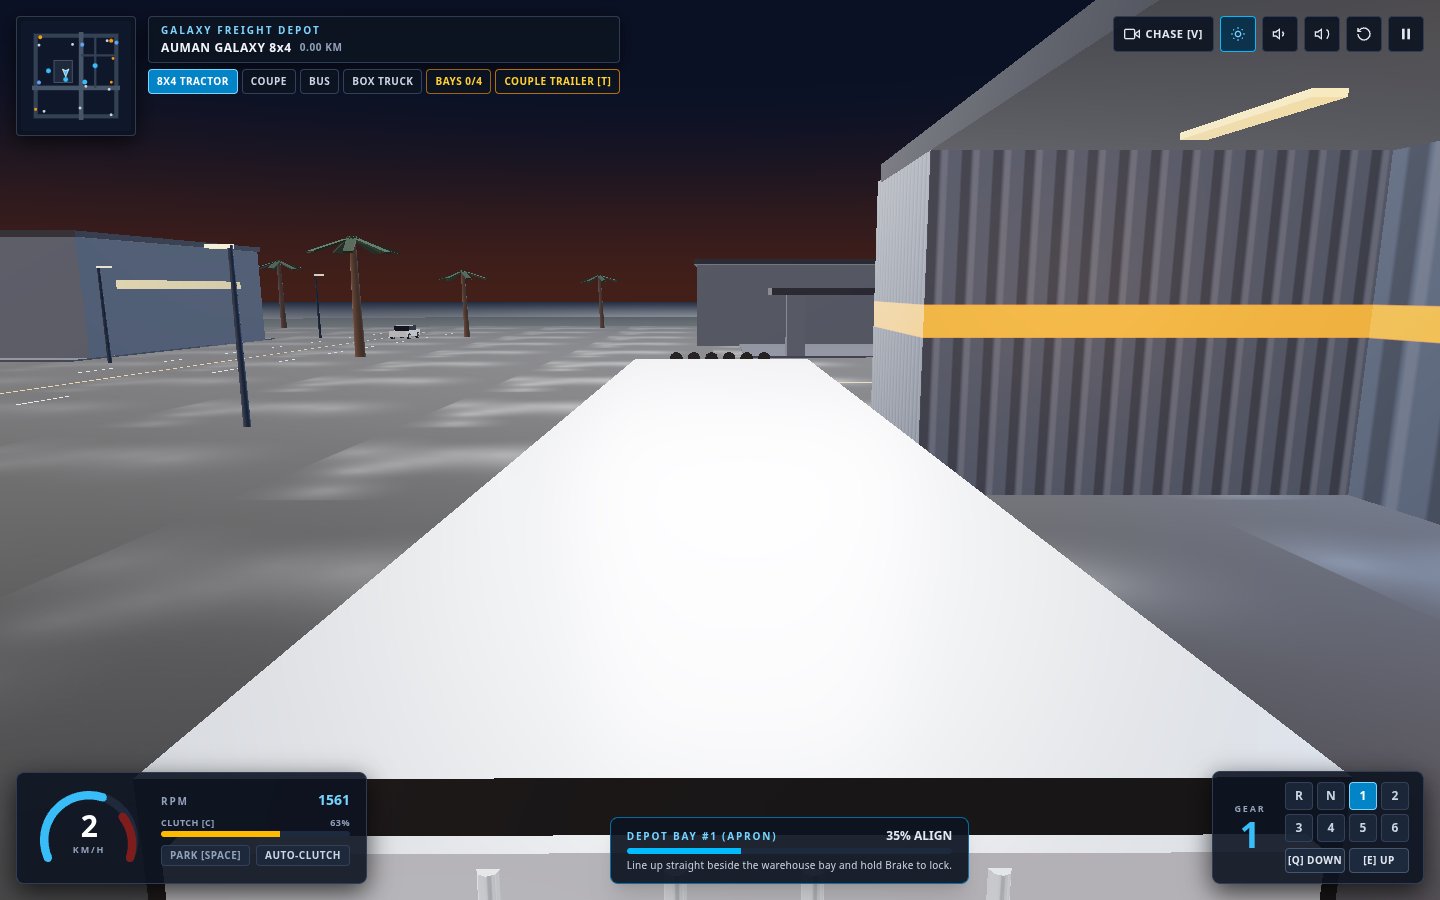 GALAXY FREIGHT DEPOT
AUMAN GALAXY 8x4 0.00 KM
8X4 TRACTOR COUPE BUS BOX TRUCK BAYS 0/4 COUPLE TRAILER [T]
CHASE [V]
2
KM/H
RPM 1561
CLUTCH [C] 63%
PARK [SPACE] AUTO-CLUTCH
DEPOT BAY #1 (APRON) 35% ALIGN
Line up straight beside the warehouse bay and hold Brake to lock.
GEAR
1
R N 1 2
3 4 5 6
[Q] DOWN [E] UP